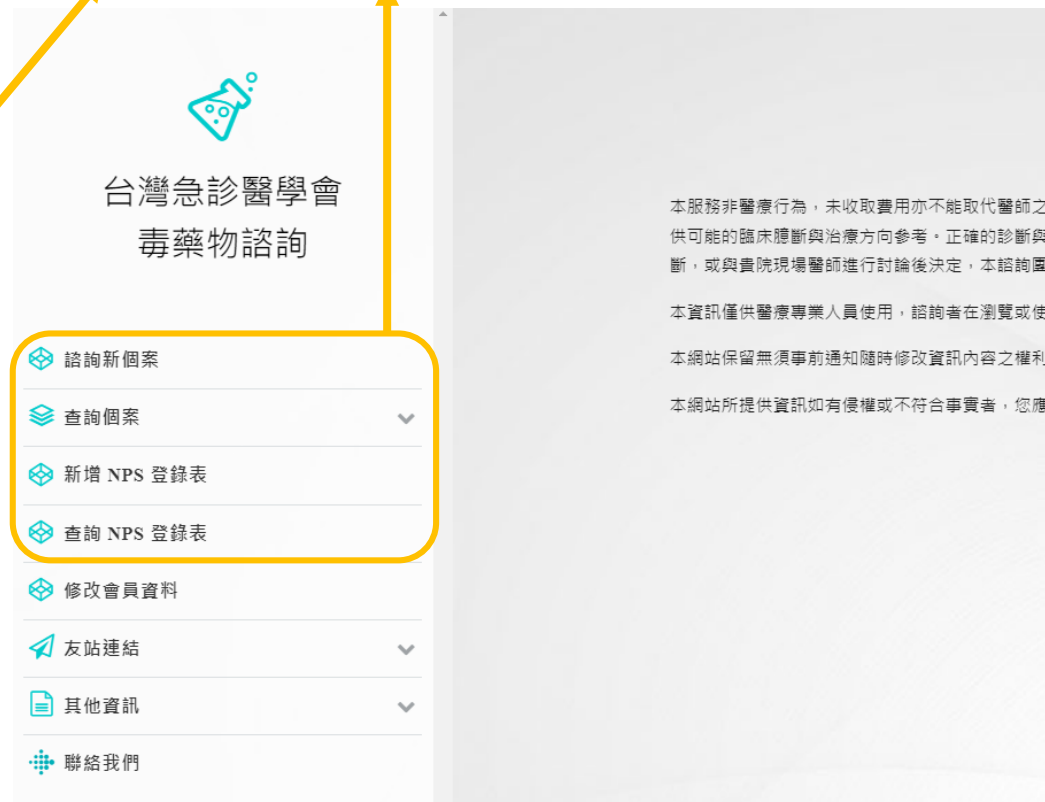 台灣急診醫學會
毒藥物諮詢
諮詢新個案
查詢個案
新增 NPS 登錄表
查詢 NPS 登錄表
修改會員資料
友站連結
其他資訊
聯絡我們
本服務非醫療行為，未收取費用亦不能取代醫師之
供可能的臨床臆斷與治療方向參考。正確的診斷與
斷，或與貴院現場醫師進行討論後決定，本諮詢團
本資訊僅供醫療專業人員使用，諮詢者在瀏覽或使
本網站保留無須事前通知隨時修改資訊內容之權利
本網站所提供資訊如有侵權或不符合事實者，您應